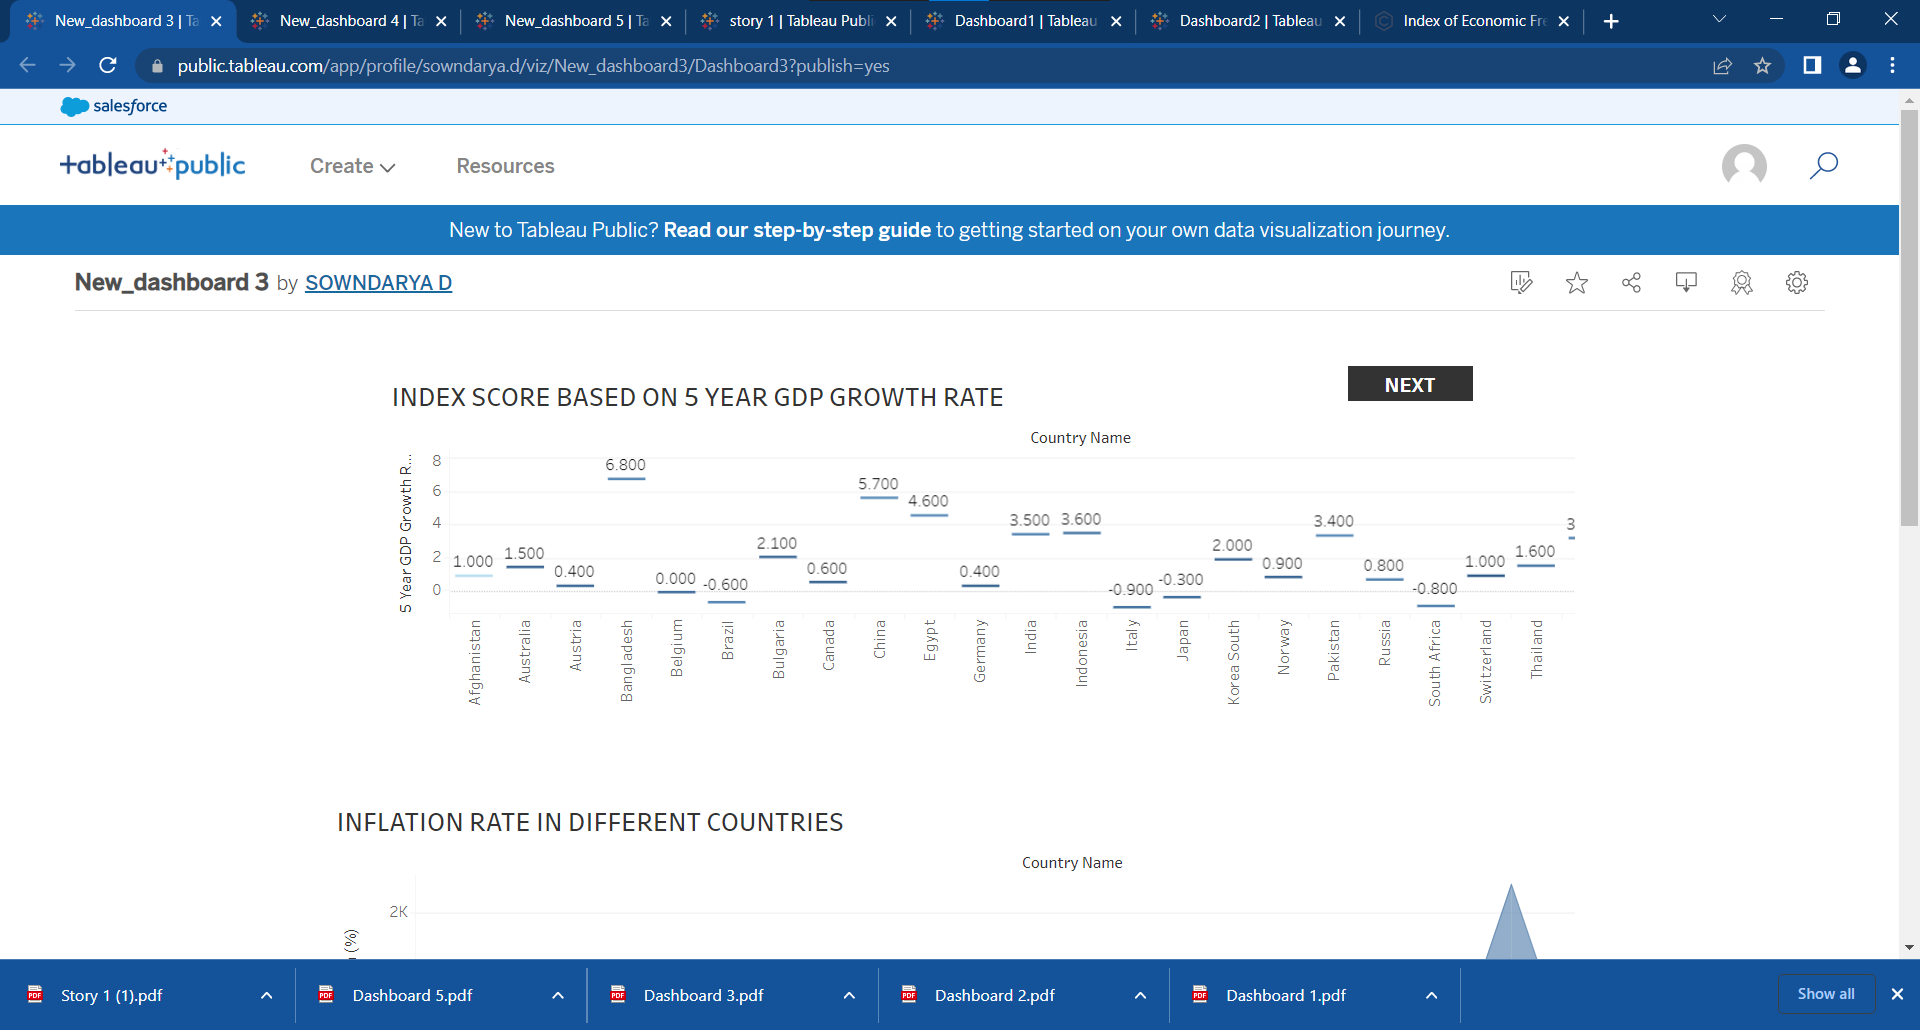 New_dashboard 3 | Ta
New_dashboard 4 | Ta
New_dashboard 5 | Ta
story 1 | Tableau Publi
Dashboard1 | Tableau
Dashboard2 | Tableau
Index of Economic Fre
public.tableau.com/app/profile/sowndarya.d/viz/New_dashboard3/Dashboard3?publish=yes
salesforce
+ableau public
Create
Resources
New to Tableau Public? Read our step-by-step guide to getting started on your own data visualization journey.
New_dashboard 3 by SOWNDARYA D
NEXT
INDEX SCORE BASED ON 5 YEAR GDP GROWTH RATE
Country Name
5 Year GDP Growth R...
8
6
4
2
0
1.000
1.500
0.400
6.800
0.000
-0.600
2.100
0.600
5.700
4.600
0.400
3.500
3.600
-0.900
-0.300
2.000
0.900
3.400
0.800
-0.800
1.000
1.600
3
Afghanistan
Australia
Austria
Bangladesh
Belgium
Brazil
Bulgaria
Canada
China
Egypt
Germany
India
Indonesia
Italy
Japan
Korea South
Norway
Pakistan
Russia
South Africa
Switzerland
Thailand
INFLATION RATE IN DIFFERENT COUNTRIES
Country Name
2K
(%)
Story 1 (1).pdf
Dashboard 5.pdf
Dashboard 3.pdf
Dashboard 2.pdf
Dashboard 1.pdf
Show all